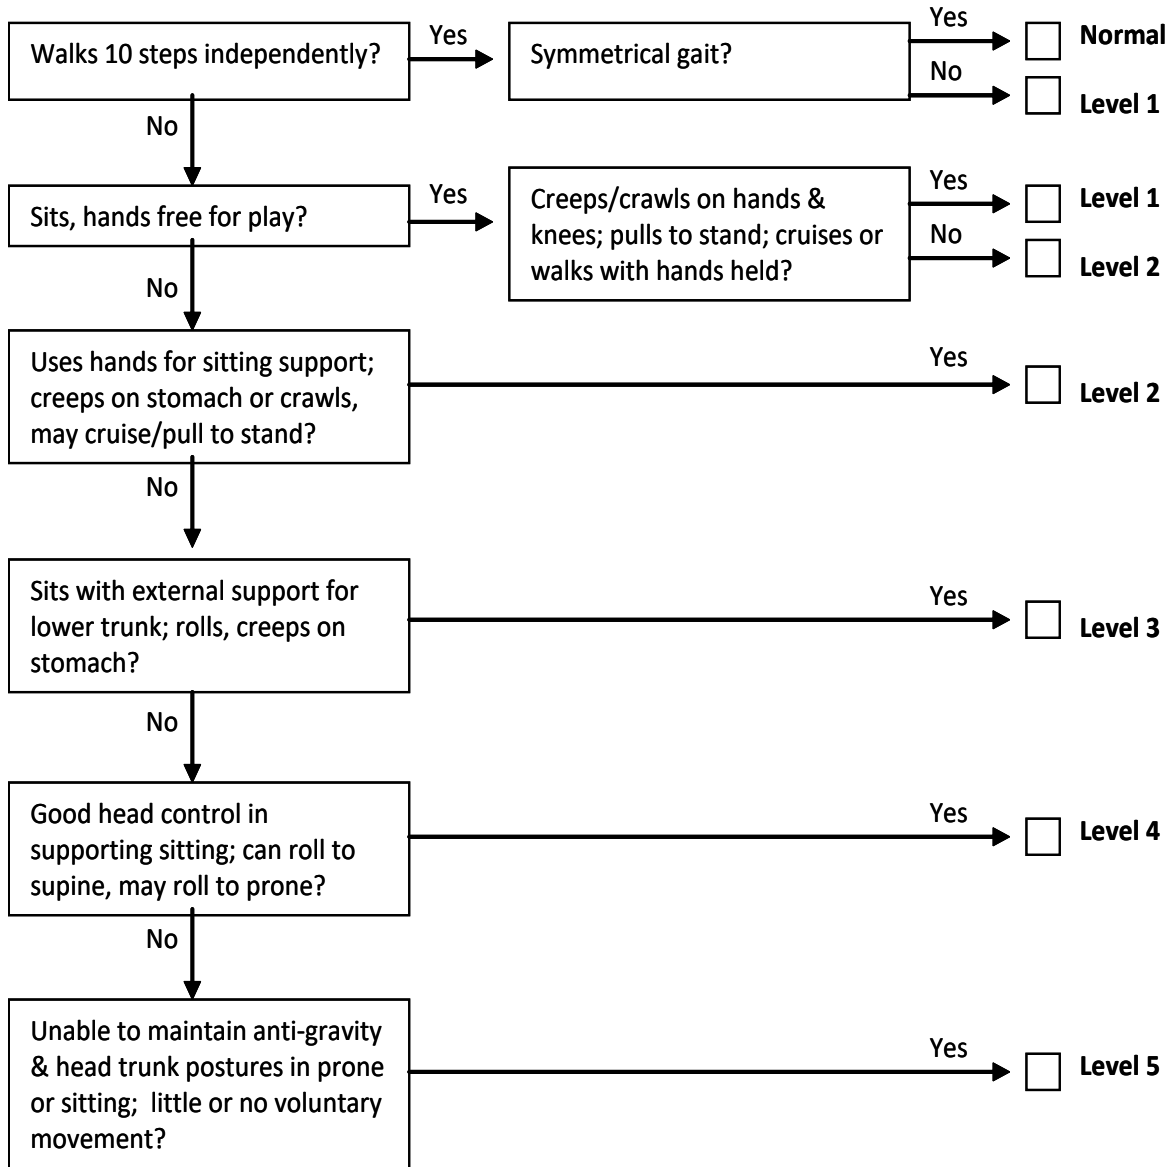 Walks 10 steps independently?
Yes
Symmetrical gait?
Yes
Normal
No
Level 1
No
Sits, hands free for play?
Yes
Creeps/crawls on hands &
knees; pulls to stand; cruises or
walks with hands held?
Yes
Level 1
No
Level 2
No
Uses hands for sitting support;
creeps on stomach or crawls,
may cruise/pull to stand?
Yes
Level 2
No
Sits with external support for
lower trunk; rolls, creeps on
stomach?
Yes
Level 3
No
Good head control in
supporting sitting; can roll to
supine, may roll to prone?
Yes
Level 4
No
Unable to maintain anti-gravity
& head trunk postures in prone
or sitting;  little or no voluntary
movement?
Yes
Level 5